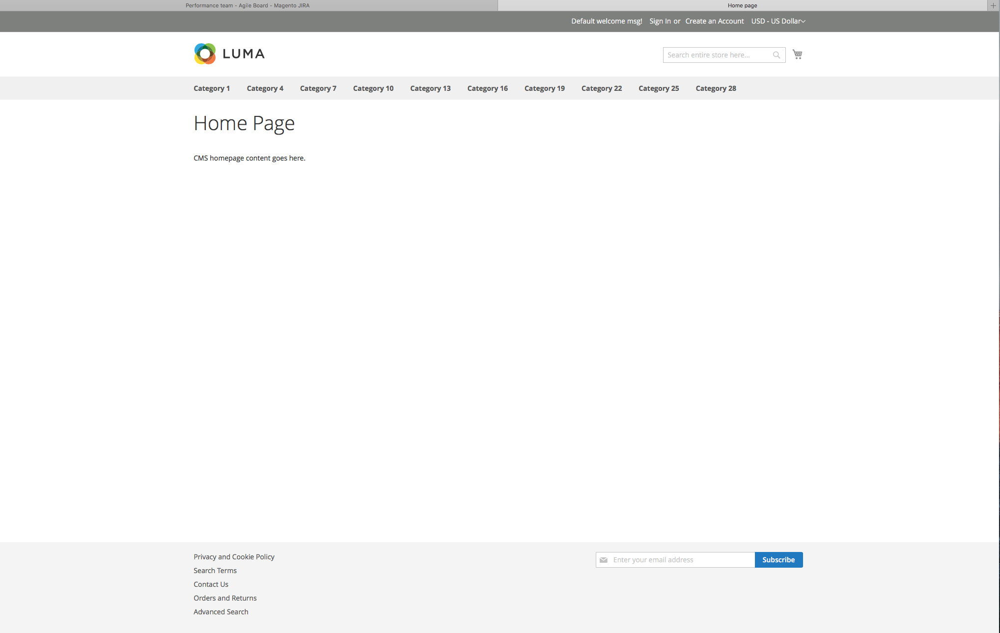 Performance team - Agile Board - Magento JIRA
Home page
Default welcome msg! Sign In or Create an Account USD - US Dollar
LUMA
Search entire store here...
Category 1 Category 4 Category 7 Category 10 Category 13 Category 16 Category 19 Category 22 Category 25 Category 28
Home Page
CMS homepage content goes here.
Privacy and Cookie Policy
Search Terms
Contact Us
Orders and Returns
Advanced Search
Enter your email address
Subscribe